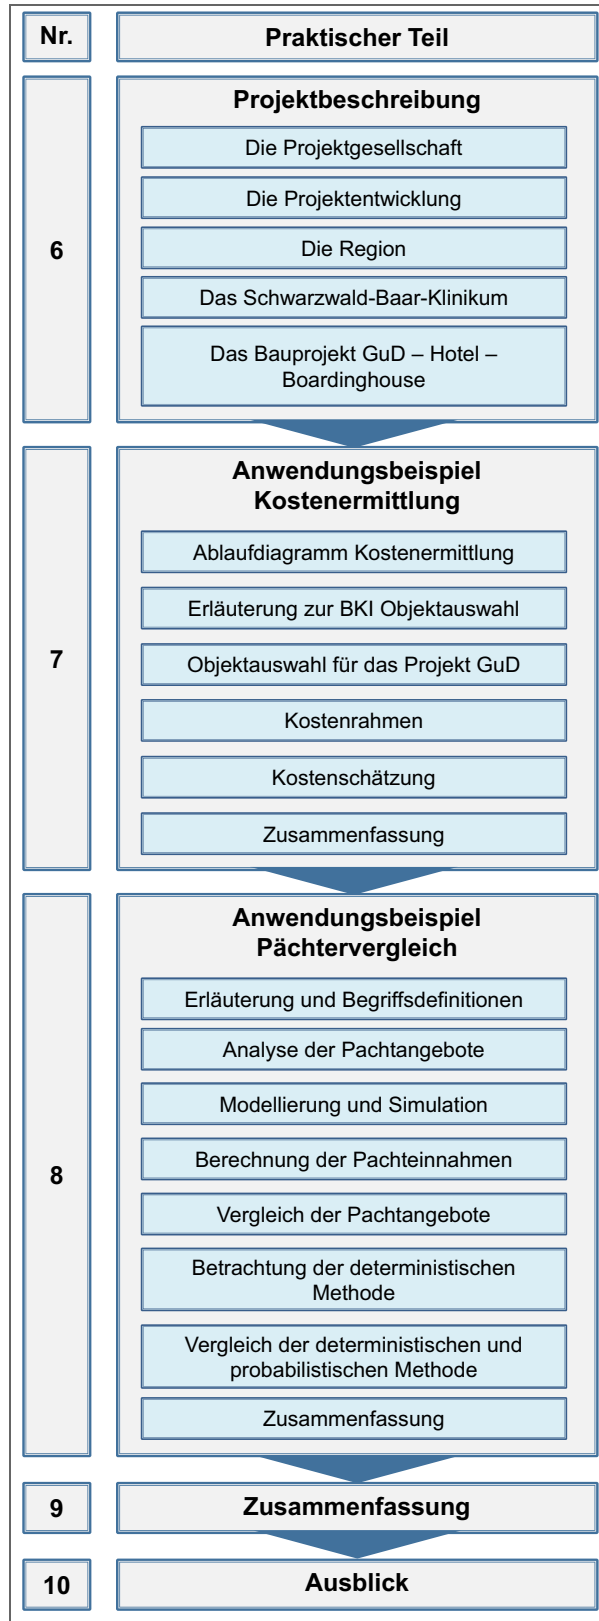 Nr.
Praktischer Teil
6
Projektbeschreibung
Die Projektgesellschaft
Die Projektentwicklung
Die Region
Das Schwarzwald-Baar-Klinikum
Das Bauprojekt GuD – Hotel –
Boardinghouse
7
Anwendungsbeispiel
Kostenermittlung
Ablaufdiagramm Kostenermittlung
Erläuterung zur BKI Objektauswahl
Objektauswahl für das Projekt GuD
Kostenrahmen
Kostenschätzung
Zusammenfassung
8
Anwendungsbeispiel
Pächtervergleich
Erläuterung und Begriffsdefinitionen
Analyse der Pachtangebote
Modellierung und Simulation
Berechnung der Pachteinnahmen
Vergleich der Pachtangebote
Betrachtung der deterministischen
Methode
Vergleich der deterministischen und
probabilistischen Methode
Zusammenfassung
9
Zusammenfassung
10
Ausblick